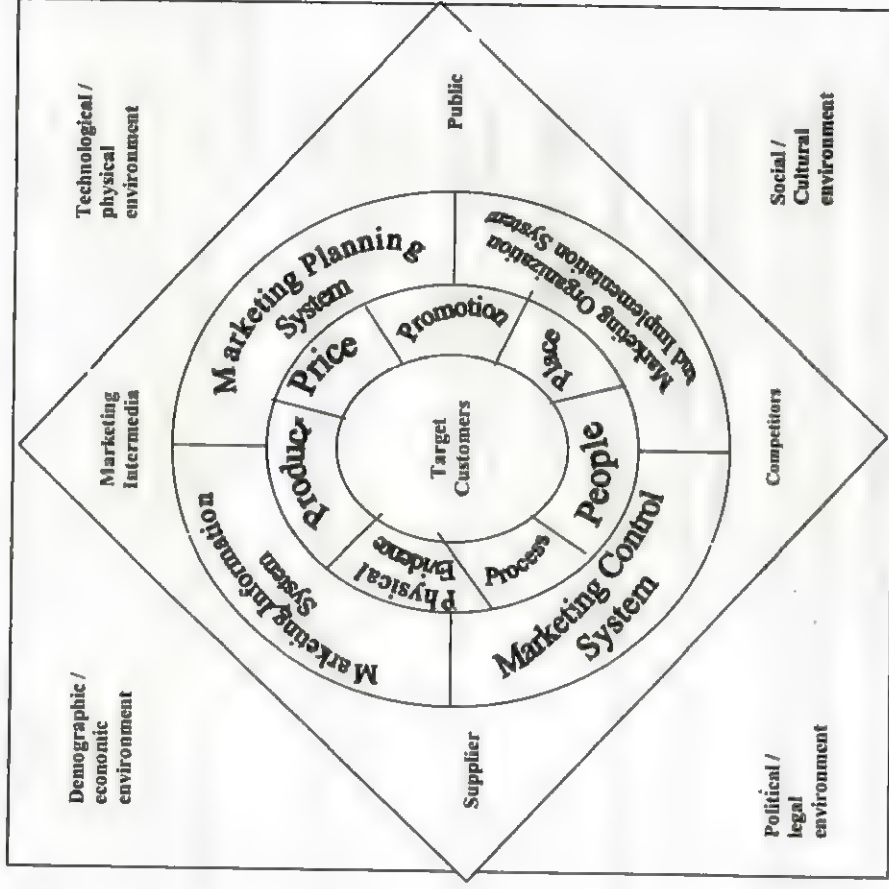 Demographic /
economic
environment
Technological /
physical
environment
Marketing
Intermedia
Marketing Information
System
Marketing Planning
System
Product
Price
Promotion
Place
People
Process
Physical
Evidence
Target
Customers
Supplier
Public
Marketing Control
System
Marketing Organization
and Implementation System
Competitors
Political /
legal
environment
Social /
Cultural
environment